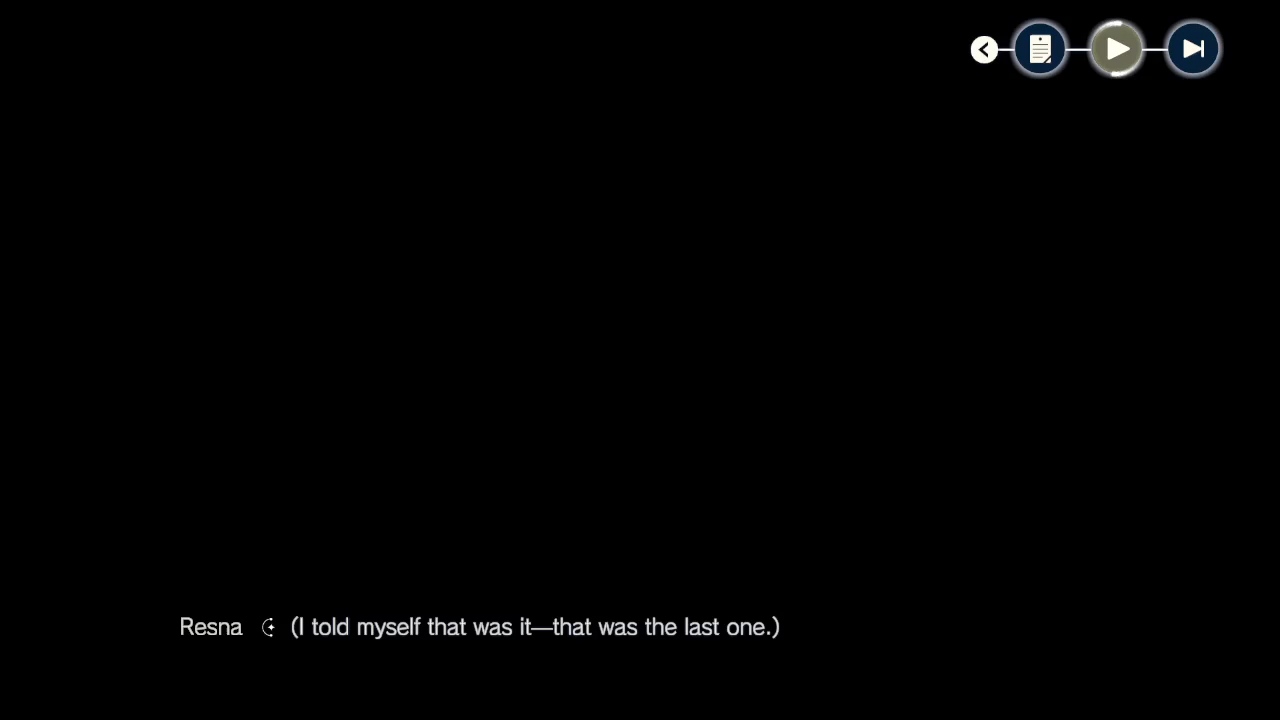 Resna (I told myself that was it—that was the last one.)